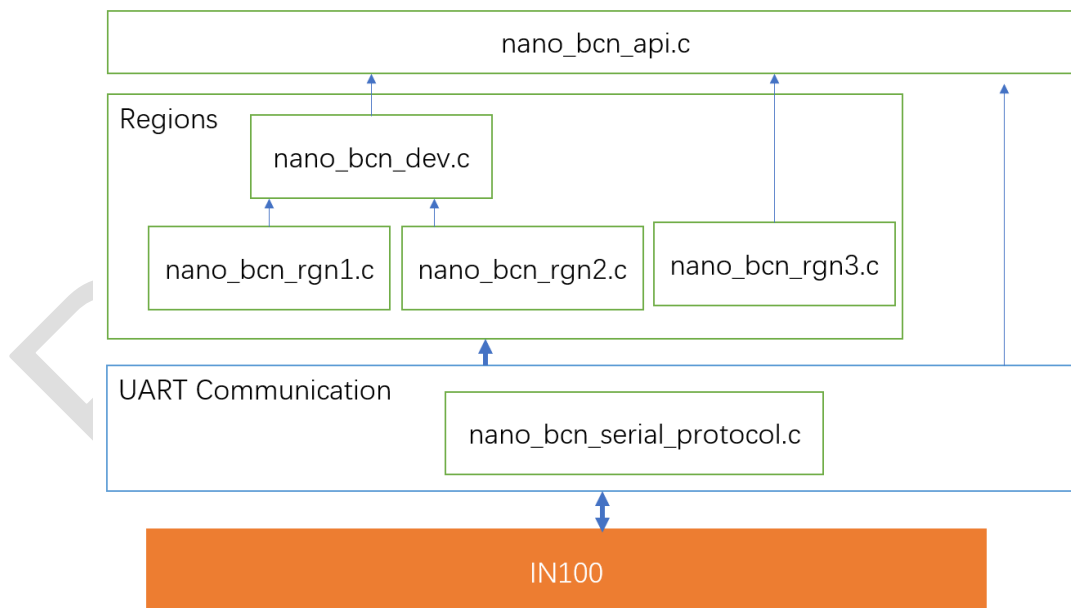 nano_bcn_api.c
Regions
nano_bcn_dev.c
nano_bcn_rgn1.c
nano_bcn_rgn2.c
nano_bcn_rgn3.c
UART Communication
nano_bcn_serial_protocol.c
IN100